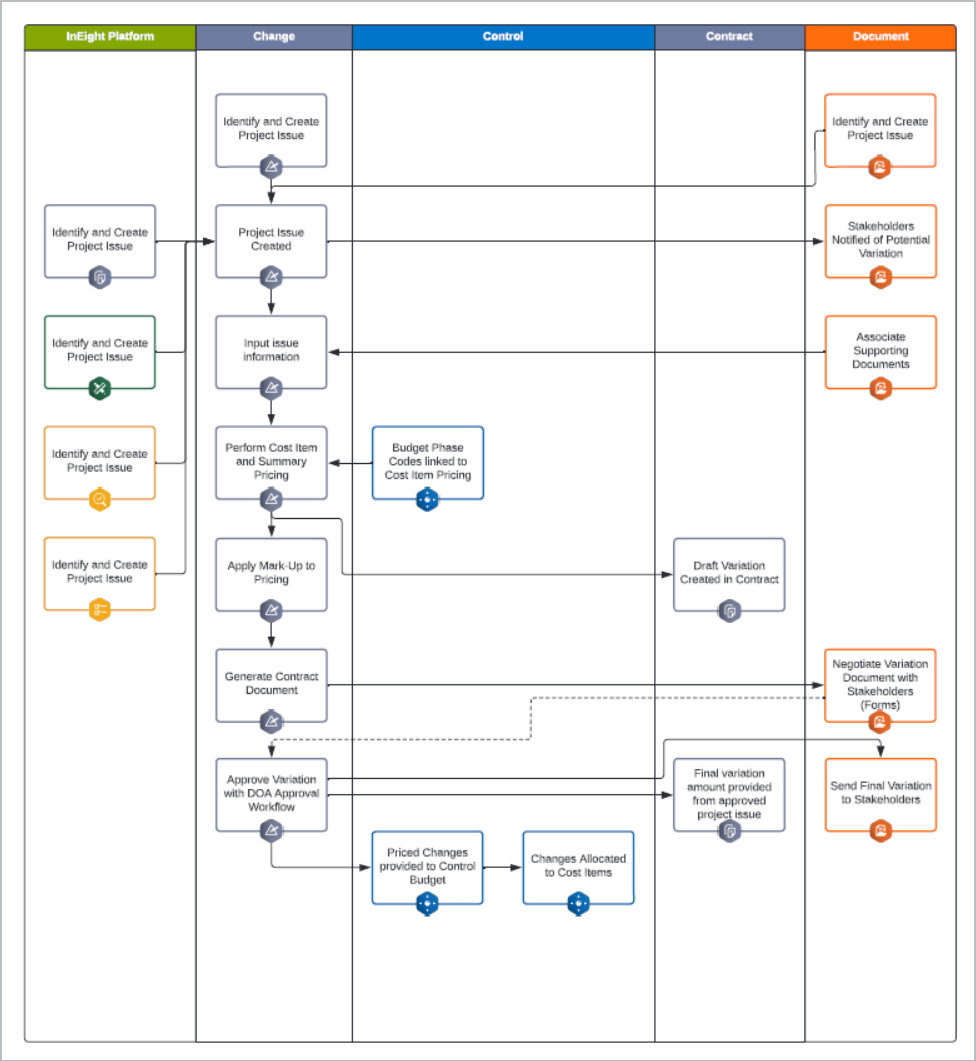 InEight Platform
Change
Control
Contract
Document
Identify and Create
Project Issue
Identify and Create
Project Issue
Identify and Create
Project Issue
Project Issue
Created
Stakeholders
Notified of Potential
Variation
Identify and Create
Project Issue
Input issue
information
Associate
Supporting
Documents
Identify and Create
Project Issue
Perform Cost Item
and Summary
Pricing
Budget Phase
Codes linked to
Cost Item Pricing
Identify and Create
Project Issue
Apply Mark-Up to
Pricing
Draft Variation
Created in Contract
Generate Contract
Document
Negotiate Variation
Document with
Stakeholders
(Forms)
Approve Variation
with DOA Approval
Workflow
Final variation
amount provided
from approved
project issue
Send Final Variation
to Stakeholders
Priced Changes
provided to Control
Budget
Changes Allocated
to Cost Items